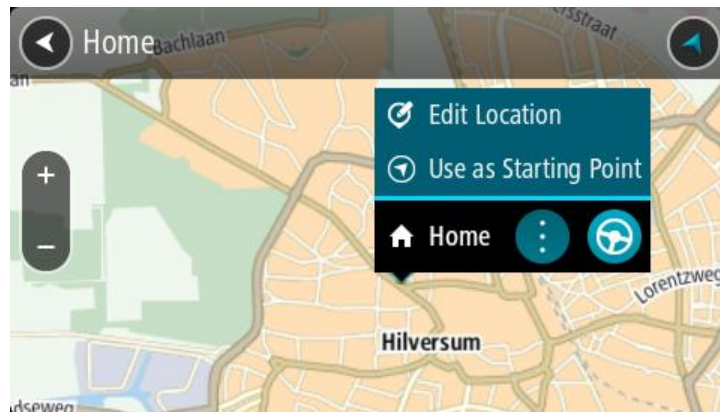 Home
Bachlaan
Edit Location
Use as Starting Point
+
Home
-
Lorentzweg
Hilversum